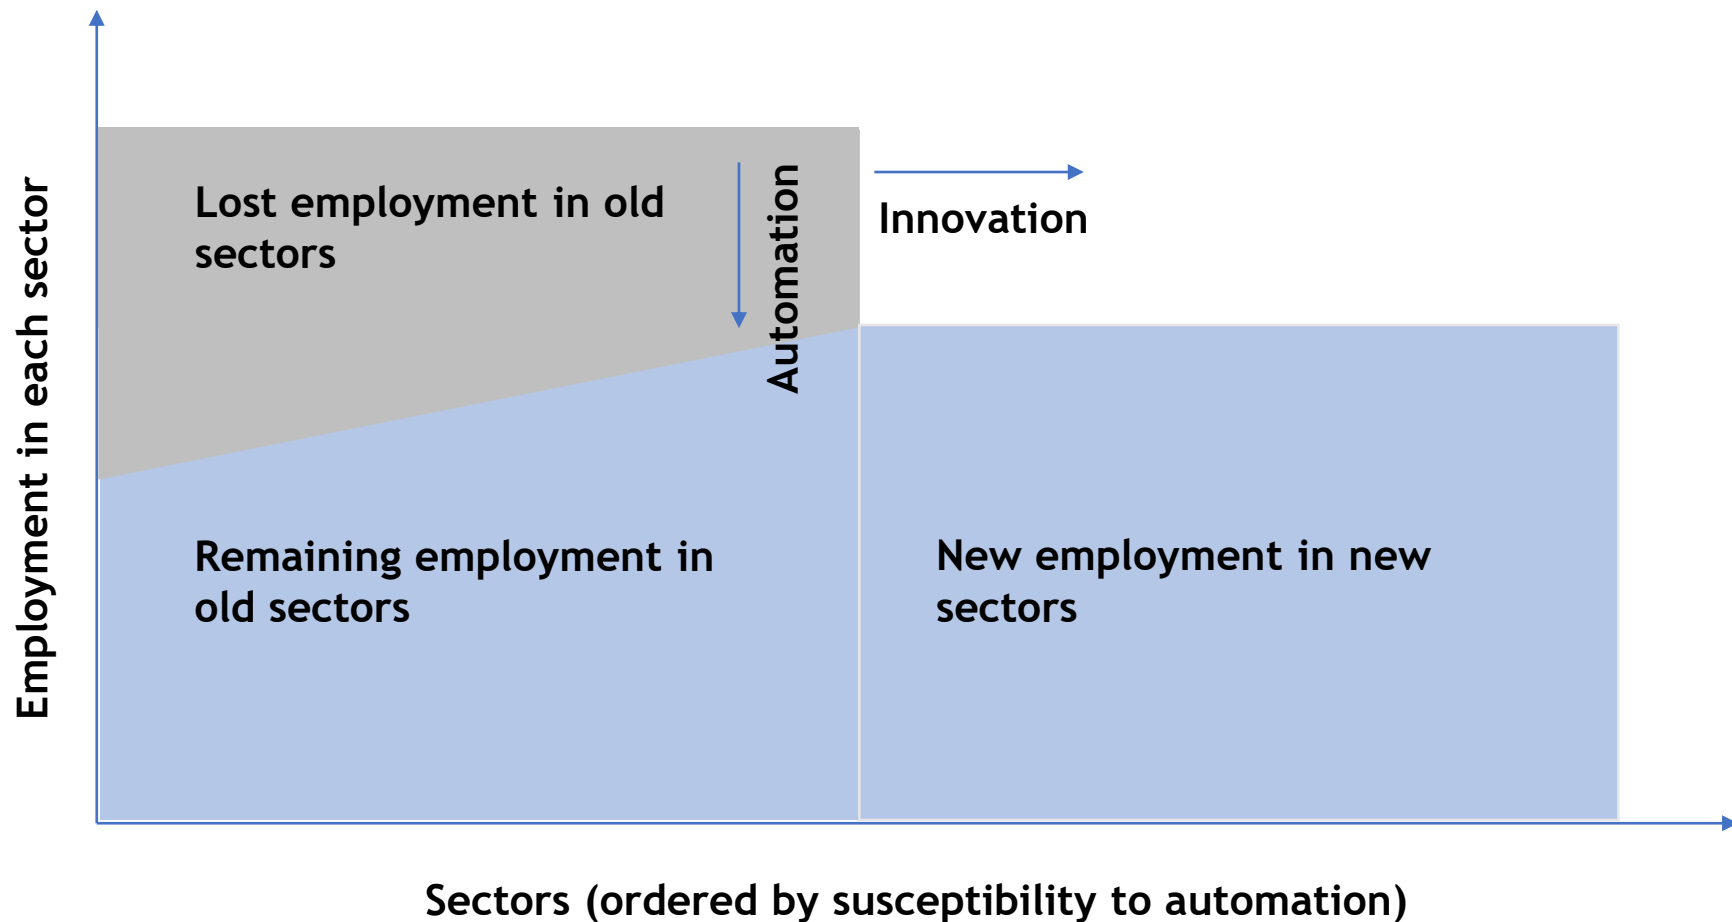 Employment in each sector
Lost employment in old
sectors
Automation
Innovation
Remaining employment in
old sectors
New employment in new
sectors
Sectors (ordered by susceptibility to automation)